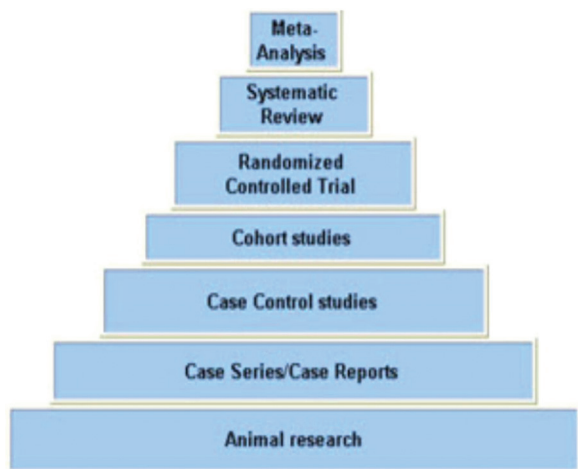 Meta-
Analysis
Systematic
Review
Randomized
Controlled Trial
Cohort studies
Case Control studies
Case Series/Case Reports
Animal research